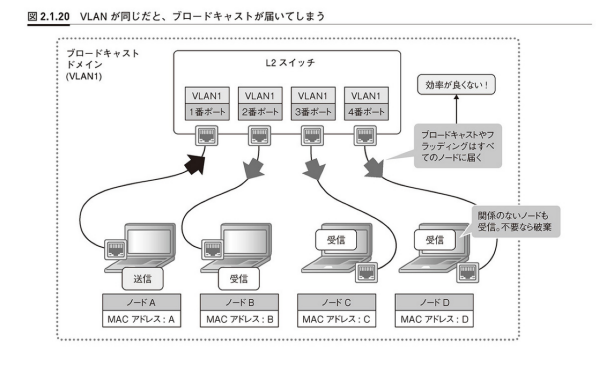 図 2.1.20 VLAN が同じだと、ブロードキャストが届いてしまう
ブロードキャスト
ドメイン
(VLAN1)
L2 スイッチ
VLAN1 VLAN1 VLAN1 VLAN1
1番ポート 2番ポート 3番ポート 4番ポート
効率が良くない！
ブロードキャストやフ
ラッディングはすべ
てのノードに届く
関係のないノードも
受信。不要なら破棄
送信 受信 受信 受信
ノード A ノード B ノード C ノード D
MAC アドレス : A MAC アドレス : B MAC アドレス : C MAC アドレス : D